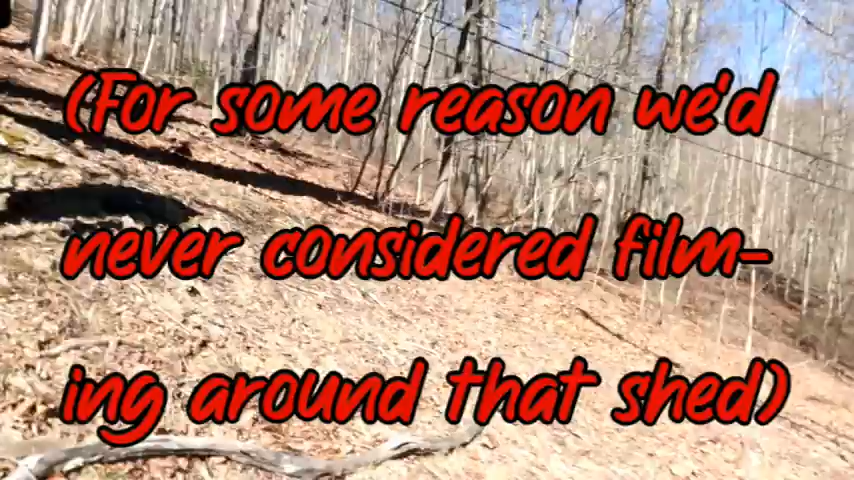 (For some reason we'd
never considered film-
ing around that shed)